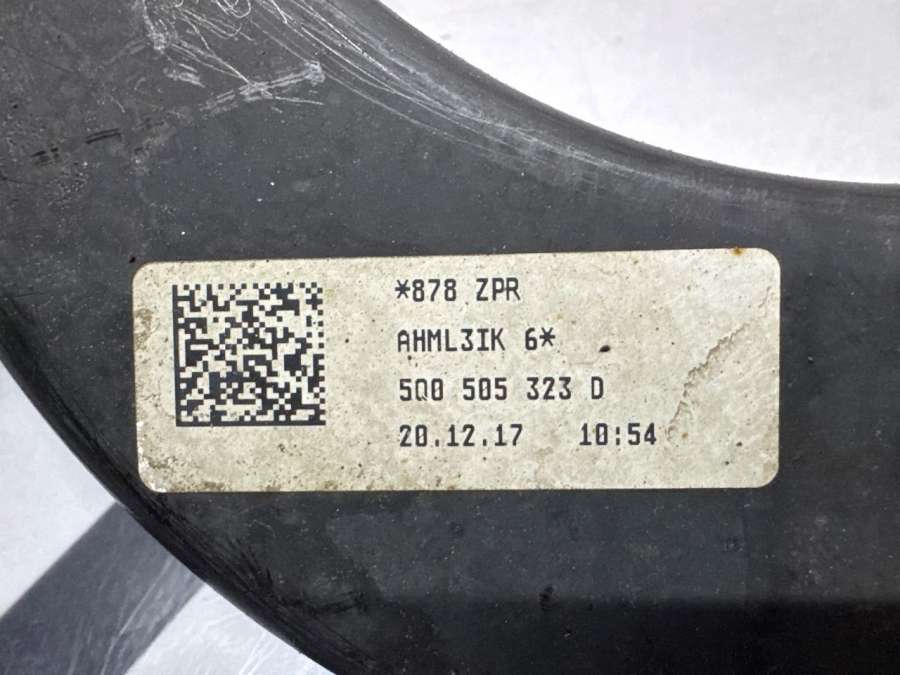 *878 ZPR
AHML3IK 6*
5Q0 505 323 D
20.12.17 10:54